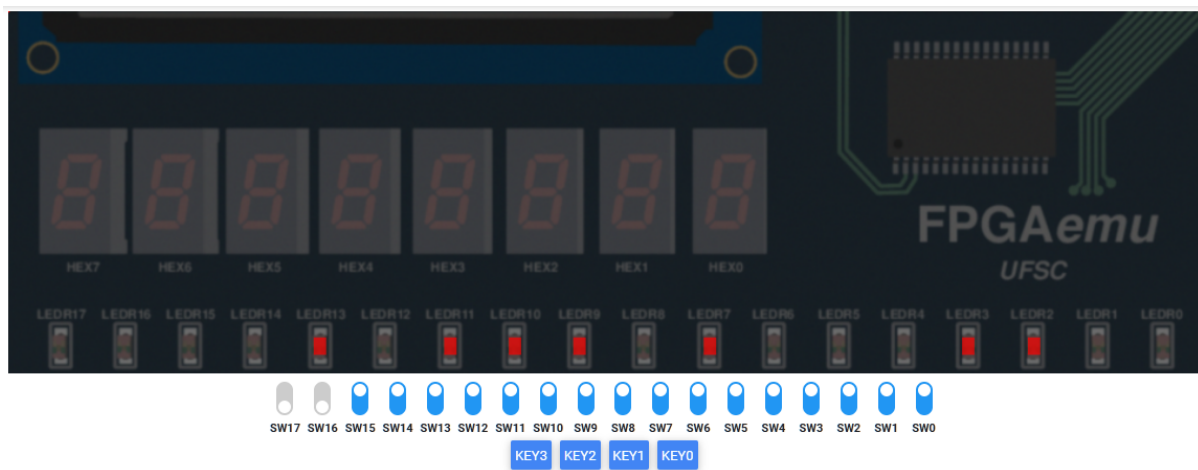 FPGAemu
UFSC
HEX7 HEX6 HEX5 HEX4 HEX3 HEX2 HEX1 HEX0
LEDR17 LEDR16 LEDR15 LEDR14 LEDR13 LEDR12 LEDR11 LEDR10 LEDR9 LEDR8 LEDR7 LEDR6 LEDR5 LEDR4 LEDR3 LEDR2 LEDR1 LEDR0
SW17 SW16 SW15 SW14 SW13 SW12 SW11 SW10 SW9 SW8 SW7 SW6 SW5 SW4 SW3 SW2 SW1 SW0
KEY3 KEY2 KEY1 KEY0